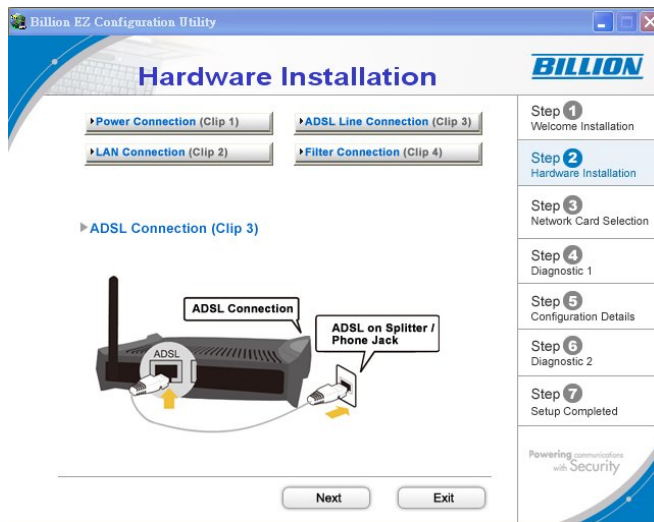 Billion EZ Configuration Utility
Hardware Installation
BILLION
Power Connection (Clip 1)
ADSL Line Connection (Clip 3)
LAN Connection (Clip 2)
Filter Connection (Clip 4)
ADSL Connection (Clip 3)
ADSL Connection
ADSL on Splitter /
Phone Jack
ADSL
Next
Exit
Step 1
Welcome Installation
Step 2
Hardware Installation
Step 3
Network Card Selection
Step 4
Diagnostic 1
Step 5
Configuration Details
Step 6
Diagnostic 2
Step 7
Setup Completed
Powering communications
with Security